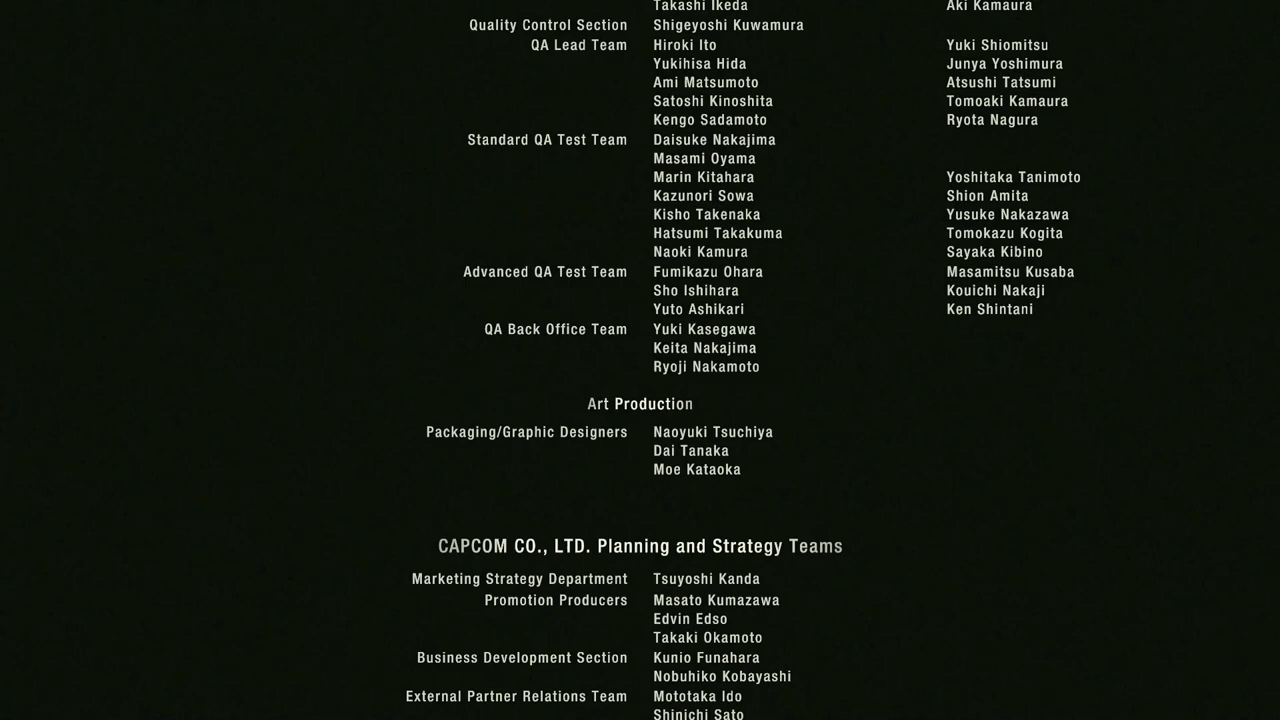 Takashi Ikeda Aki Kamaura
Quality Control Section Shigeyoshi Kuwamura
QA Lead Team Hiroki Ito Yuki Shiomitsu
Yukihisa Hida Junya Yoshimura
Ami Matsumoto Atsushi Tatsumi
Satoshi Kinoshita Tomoaki Kamaura
Kengo Sadamoto Ryota Nagura
Standard QA Test Team Daisuke Nakajima
Masami Oyama
Marin Kitahara Yoshitaka Tanimoto
Kazunori Sowa Shion Amita
Kisho Takenaka Yusuke Nakazawa
Hatsumi Takakuma Tomokazu Kogita
Naoki Kamura Sayaka Kibino
Advanced QA Test Team Fumikazu Ohara Masamitsu Kusaba
Sho Ishihara Kouichi Nakaji
Yuto Ashikari Ken Shintani
QA Back Office Team Yuki Kasegawa
Keita Nakajima
Ryoji Nakamoto
Art Production
Packaging/Graphic Designers Naoyuki Tsuchiya
Dai Tanaka
Moe Kataoka
CAPCOM CO., LTD. Planning and Strategy Teams
Marketing Strategy Department Tsuyoshi Kanda
Promotion Producers Masato Kumazawa
Edvin Edso
Takaki Okamoto
Business Development Section Kunio Funahara
Nobuhiko Kobayashi
External Partner Relations Team Mototaka Ido
Shinichi Sato